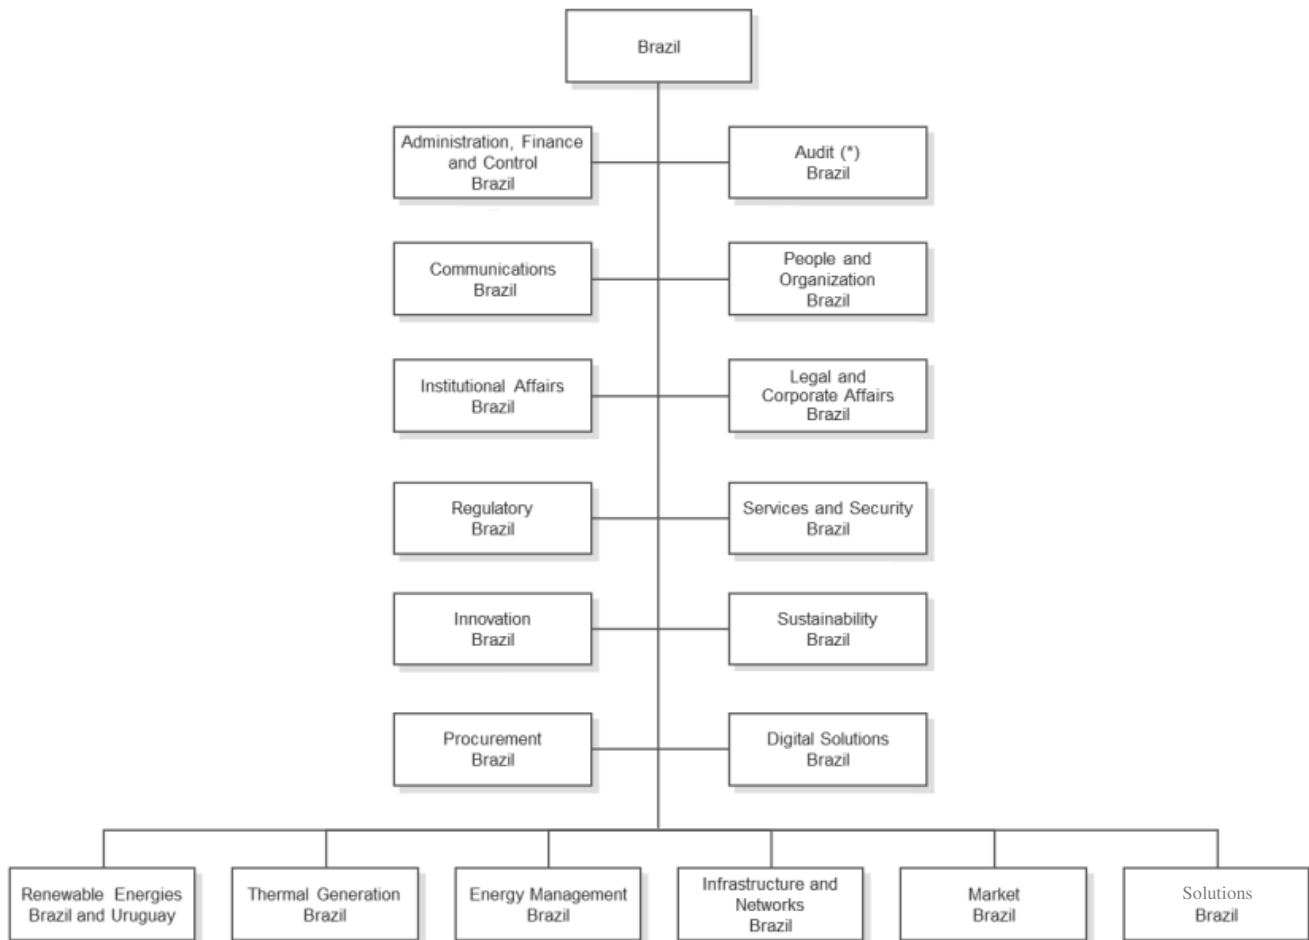 Brazil
Administration, Finance
and Control
Brazil
Audit (*)
Brazil
Communications
Brazil
People and
Organization
Brazil
Institutional Affairs
Brazil
Legal and
Corporate Affairs
Brazil
Regulatory
Brazil
Services and Security
Brazil
Innovation
Brazil
Sustainability
Brazil
Procurement
Brazil
Digital Solutions
Brazil
Renewable Energies
Brazil and Uruguay
Thermal Generation
Brazil
Energy Management
Brazil
Infrastructure and
Networks
Brazil
Market
Brazil
Solutions
Brazil